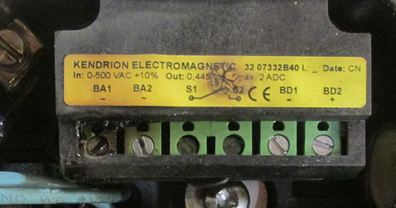 KENDRION ELECTROMAGNETIC 32 07332B40 I.: _ Date: CN
In: 0-500 VAC +10% Out: 0,445 max. 2 ADC
BA1 BA2 S1 S2 CE BD1 BD2
~ ~ - +